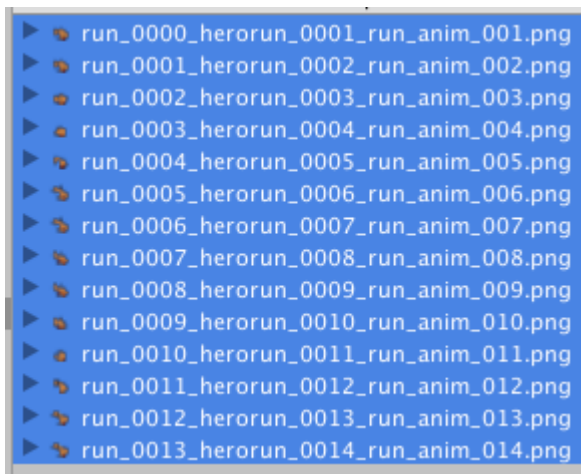 run_0000_herorun_0001_run_anim_001.png
run_0001_herorun_0002_run_anim_002.png
run_0002_herorun_0003_run_anim_003.png
run_0003_herorun_0004_run_anim_004.png
run_0004_herorun_0005_run_anim_005.png
run_0005_herorun_0006_run_anim_006.png
run_0006_herorun_0007_run_anim_007.png
run_0007_herorun_0008_run_anim_008.png
run_0008_herorun_0009_run_anim_009.png
run_0009_herorun_0010_run_anim_010.png
run_0010_herorun_0011_run_anim_011.png
run_0011_herorun_0012_run_anim_012.png
run_0012_herorun_0013_run_anim_013.png
run_0013_herorun_0014_run_anim_014.png